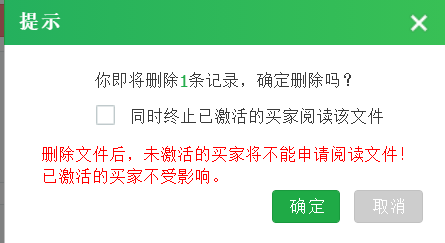 提示
你即将删除1条记录，确定删除吗？
同时终止已激活的买家阅读该文件
删除文件后，未激活的买家将不能申请阅读文件！
已激活的买家不受影响。
确定 取消